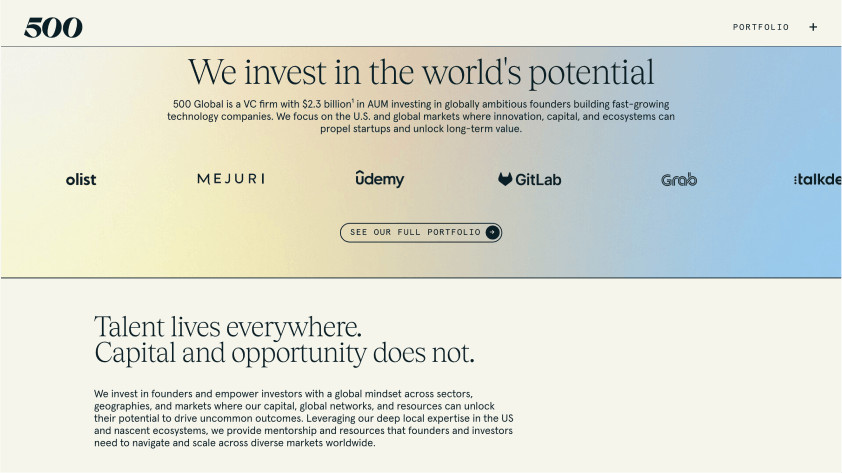 500
PORTFOLIO +
We invest in the world's potential
500 Global is a VC firm with $2.3 billion¹ in AUM investing in globally ambitious founders building fast-growing
technology companies. We focus on the U.S. and global markets where innovation, capital, and ecosystems can
propel startups and unlock long-term value.
olist MEJURI ûdemy GitLab Grab :talkde
SEE OUR FULL PORTFOLIO
Talent lives everywhere.
Capital and opportunity does not.
We invest in founders and empower investors with a global mindset across sectors,
geographies, and markets where our capital, global networks, and resources can unlock
their potential to drive uncommon outcomes. Leveraging our deep local expertise in the US
and nascent ecosystems, we provide mentorship and resources that founders and investors
need to navigate and scale across diverse markets worldwide.